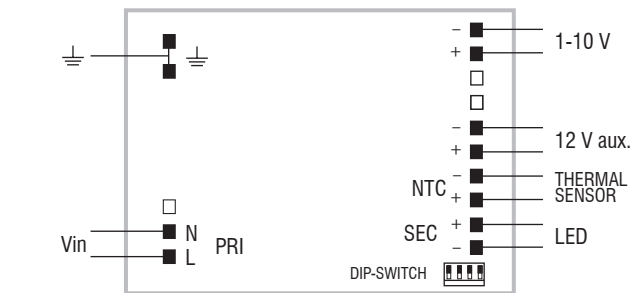 − 1-10 V
+
− 12 V aux.
+
NTC − THERMAL
+ SENSOR
SEC + LED
−
N
Vin PRI
L
DIP-SWITCH